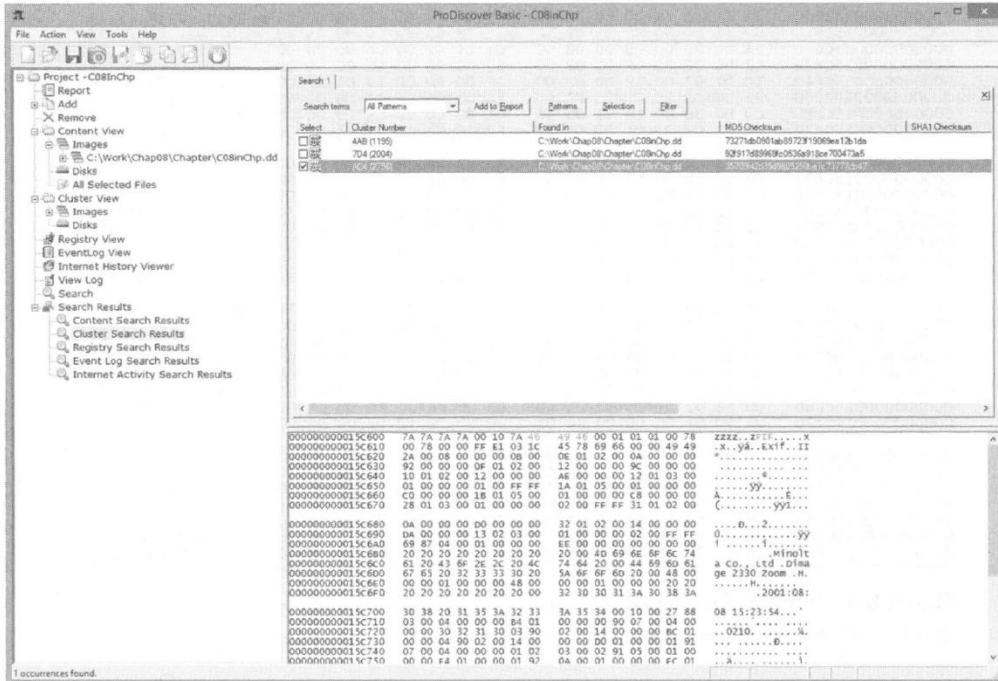 ProDiscover Basic - C08InChp
File Action View Tools Help
Project -C08InChp
Report
Add
Remove
Content View
Images
C:\Work\Chap08\Chapter\C08InChp.dd
Disks
All Selected Files
Cluster View
Images
Disks
Registry View
EventLog View
Internet History Viewer
View Log
Search
Search Results
Content Search Results
Cluster Search Results
Registry Search Results
Event Log Search Results
Internet Activity Search Results
Search 1
Search terms All Patterns Add to Report Patterns Selection Filter
Select Cluster Number Found in MD5 Checksum SHA1 Checksum
4AB (1195) C:\Work\Chap08\Chapter\C08InChp.dd
7D4 (2004) C:\Work\Chap08\Chapter\C08InChp.dd
AC4 (2756) C:\Work\Chap08\Chapter\C08InChp.dd
000000000015C600 7A 7A 7A 7A 00 10 7A 46 49 46 00 01 01 01 00 78 zzzz..zFIF.....x
000000000015C610 00 78 00 00 FF E1 03 1C 45 78 69 66 00 00 49 49 .x..yá..Exif..II
000000000015C620 2A 00 08 00 00 00 0B 00 0E 01 02 00 0A 00 00 00
000000000015C630 92 00 00 00 0F 01 02 00 12 00 00 00 9C 00 00 00
000000000015C640 10 01 02 00 12 00 00 00 AE 00 00 00 12 01 03 00
000000000015C650 01 00 00 00 01 00 FF FF 1A 01 05 00 01 00 00 00
000000000015C660 C0 00 00 00 1B 01 05 00 01 00 00 00 C8 00 00 00
000000000015C670 28 01 03 00 01 00 00 00 02 00 FF FF 31 01 02 00
000000000015C680 0A 00 00 00 D0 00 00 00 32 01 02 00 14 00 00 00
000000000015C690 DA 00 00 00 13 02 03 00 01 00 00 00 02 00 FF FF
000000000015C6A0 69 87 04 00 01 00 00 00 EE 00 00 00 00 00 00 00
000000000015C6B0 20 20 20 20 20 20 20 20 20 00 4D 69 6E 6F 6C 74 .Minolt
000000000015C6C0 61 20 43 6F 2E 2C 20 4C 74 64 20 00 44 69 6D 61 a Co., Ltd .Dima
000000000015C6D0 67 65 20 32 33 33 30 20 5A 6F 6F 6D 20 00 48 00 ge 2330 Zoom .H.
000000000015C6E0 00 00 01 00 00 00 48 00 00 00 01 00 00 00 20 20 ......H.......
000000000015C6F0 20 20 20 20 20 20 20 00 32 30 30 31 3A 30 38 3A .2001:08:
000000000015C700 30 38 20 31 35 3A 32 33 3A 35 34 00 10 00 27 88 08 15:23:54...'
000000000015C710 03 00 04 00 00 00 B4 01 00 00 00 90 07 00 04 00
000000000015C720 00 00 30 32 31 30 03 90 02 00 14 00 00 00 BC 01 ..0210. ......¼.
000000000015C730 00 00 04 90 02 00 14 00 00 00 D0 01 00 00 01 91
000000000015C740 07 00 04 00 00 00 01 02 03 00 02 91 05 00 01 00
000000000015C750 00 00 E4 01 00 00 01 92 0A 00 01 00 00 00 EC 01
1 occurrences found.